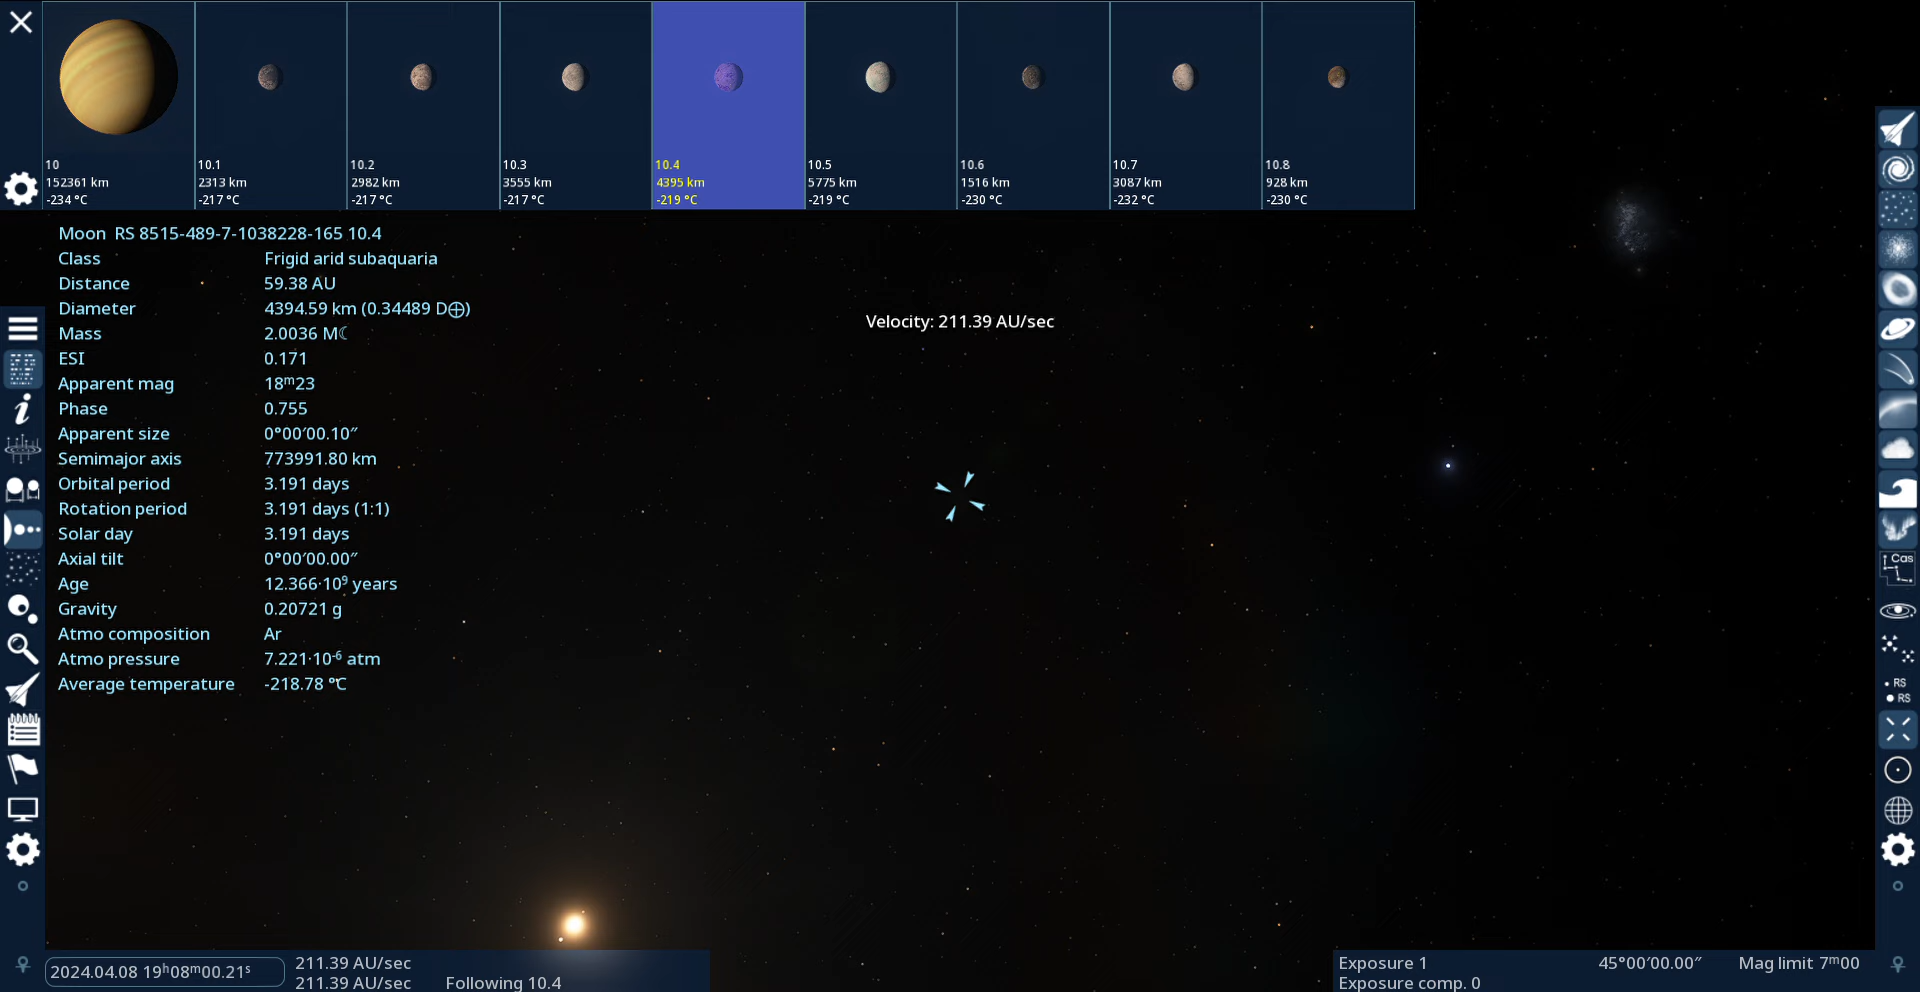 10
152361 km
-234 °C
10.1
2313 km
-217 °C
10.2
2982 km
-217 °C
10.3
3555 km
-217 °C
10.4
4395 km
-219 °C
10.5
5775 km
-219 °C
10.6
1516 km
-230 °C
10.7
3087 km
-232 °C
10.8
928 km
-230 °C
Moon RS 8515-489-7-1038228-165 10.4
Class Frigid arid subaquaria
Distance 59.38 AU
Diameter 4394.59 km (0.34489 D⊕)
Mass 2.0036 M☾
ESI 0.171
Apparent mag 18ᵐ23
Phase 0.755
Apparent size 0°00′00.10″
Semimajor axis 773991.80 km
Orbital period 3.191 days
Rotation period 3.191 days (1:1)
Solar day 3.191 days
Axial tilt 0°00′00.00″
Age 12.366·10⁹ years
Gravity 0.20721 g
Atmo composition Ar
Atmo pressure 7.221·10⁻⁶ atm
Average temperature -218.78 °C
Velocity: 211.39 AU/sec
Cas
RS
RS
2024.04.08 19ʰ08ᵐ00.21ˢ
211.39 AU/sec
211.39 AU/sec Following 10.4
Exposure 1 45°00′00.00″ Mag limit 7ᵐ00
Exposure comp. 0